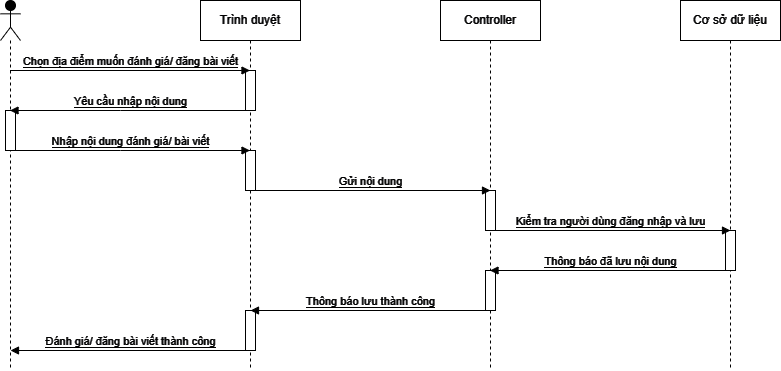 Trình duyệt
Controller
Cơ sở dữ liệu
Chọn địa điểm muốn đánh giá/ đăng bài viết
Yêu cầu nhập nội dung
Nhập nội dung đánh giá/ bài viết
Gửi nội dung
Kiểm tra người dùng đăng nhập và lưu
Thông báo đã lưu nội dung
Thông báo lưu thành công
Đánh giá/ đăng bài viết thành công